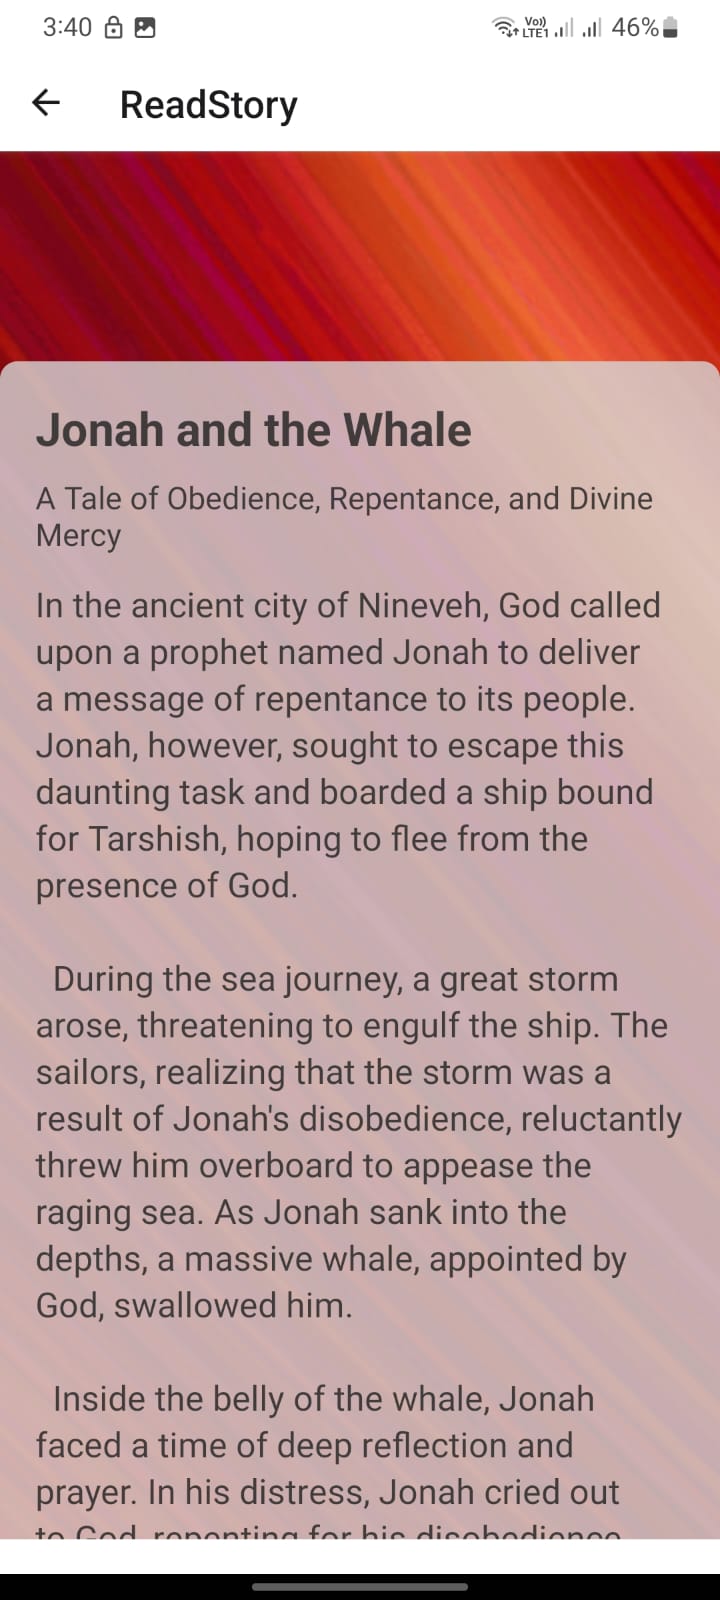 3:40
Vo))
LTE1
46%
ReadStory
Jonah and the Whale
A Tale of Obedience, Repentance, and Divine
Mercy
In the ancient city of Nineveh, God called
upon a prophet named Jonah to deliver
a message of repentance to its people.
Jonah, however, sought to escape this
daunting task and boarded a ship bound
for Tarshish, hoping to flee from the
presence of God.
During the sea journey, a great storm
arose, threatening to engulf the ship. The
sailors, realizing that the storm was a
result of Jonah's disobedience, reluctantly
threw him overboard to appease the
raging sea. As Jonah sank into the
depths, a massive whale, appointed by
God, swallowed him.
Inside the belly of the whale, Jonah
faced a time of deep reflection and
prayer. In his distress, Jonah cried out
to God, repenting for his disobedience